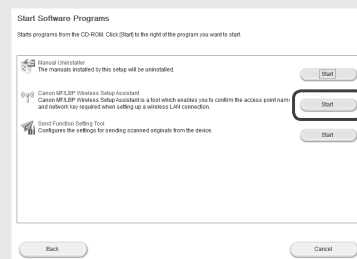 Start Software Programs
Starts programs from the CD-ROM. Click [Start] to the right of the program you want to start.
Manual Uninstaller
The manuals installed by this setup will be uninstalled.
Start
Canon MF/LBP Wireless Setup Assistant
Canon MF/LBP Wireless Setup Assistant is a tool which enables you to confirm the access point name
and network key required when setting up a wireless LAN connection.
Start
Send Function Setting Tool
Configures the settings for sending scanned originals from the device.
Start
Back
Cancel